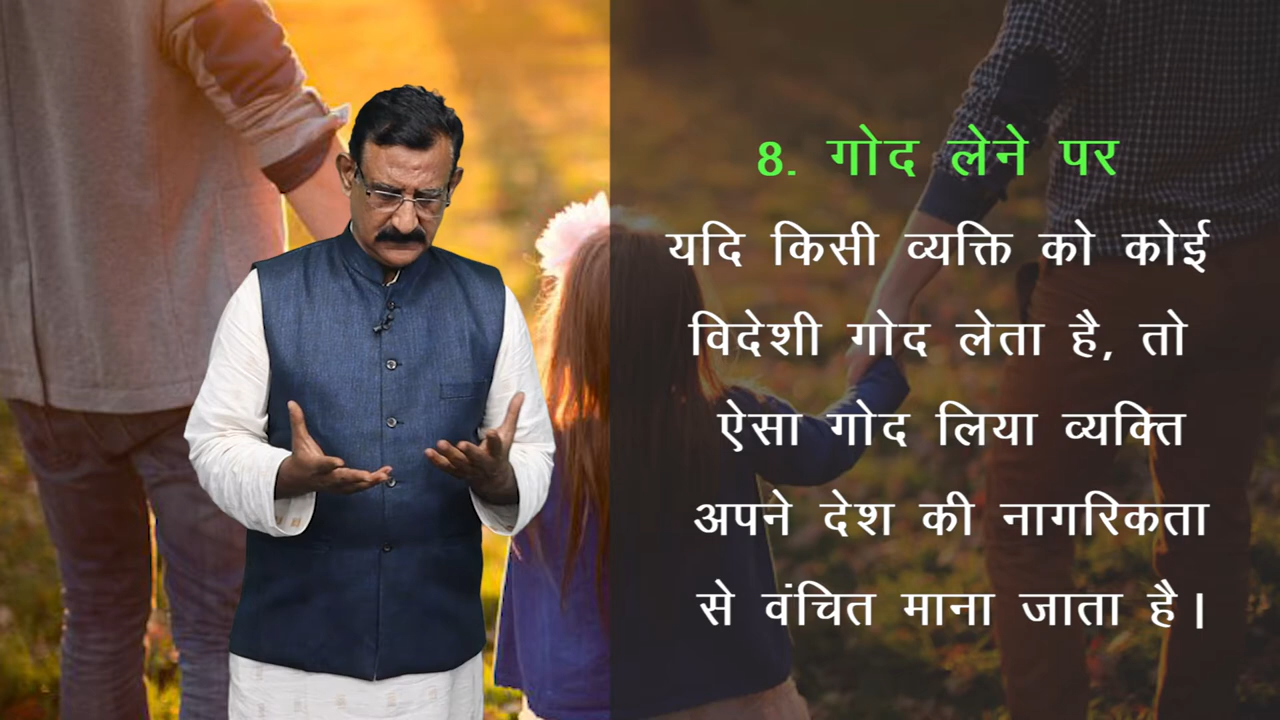 8. गोद लेने पर
यदि किसी व्यक्ति को कोई
विदेशी गोद लेता है, तो
ऐसा गोद लिया व्यक्ति
अपने देश की नागरिकता
से वंचित माना जाता है।